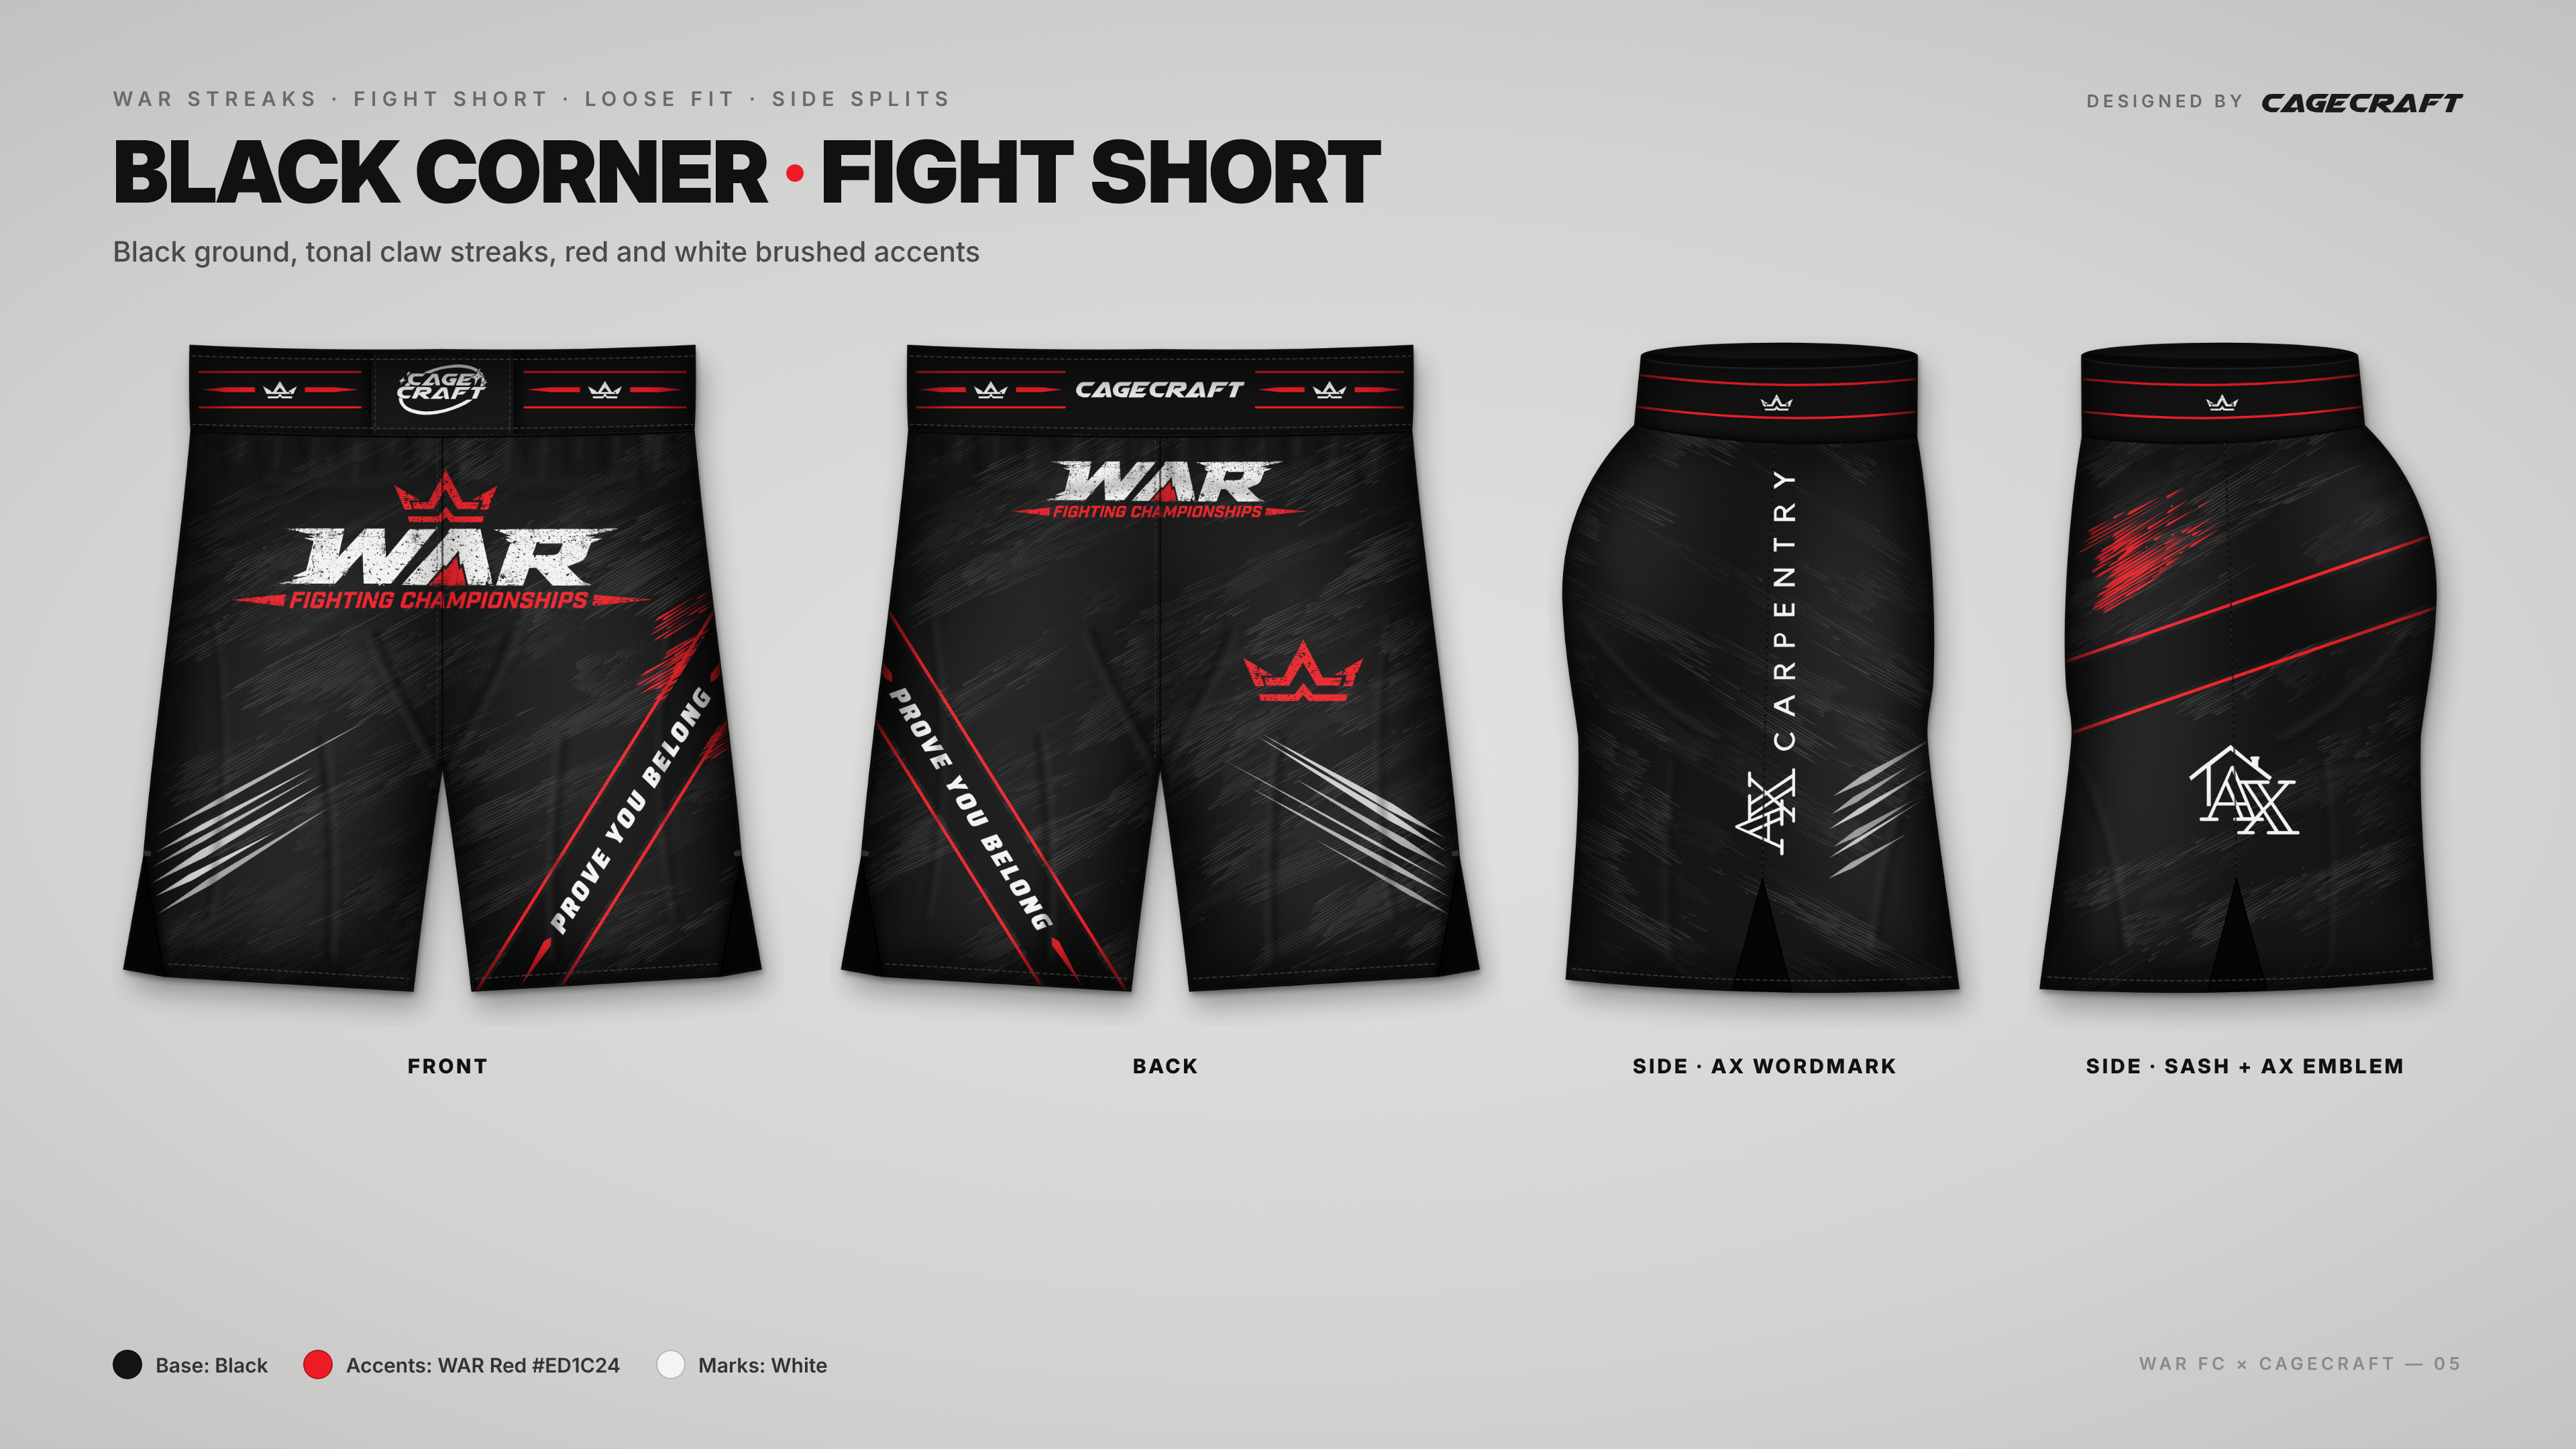 WAR STREAKS · FIGHT SHORT · LOOSE FIT · SIDE SPLITS
DESIGNED BY CAGECRAFT
BLACK CORNER • FIGHT SHORT
Black ground, tonal claw streaks, red and white brushed accents
CAGE
CRAFT
WAR
FIGHTING CHAMPIONSHIPS
PROVE YOU BELONG
CAGECRAFT
WAR
FIGHTING CHAMPIONSHIPS
PROVE YOU BELONG
AX CARPENTRY
AX
FRONT
BACK
SIDE · AX WORDMARK
SIDE · SASH + AX EMBLEM
Base: Black
Accents: WAR Red #ED1C24
Marks: White
WAR FC × CAGECRAFT — 05